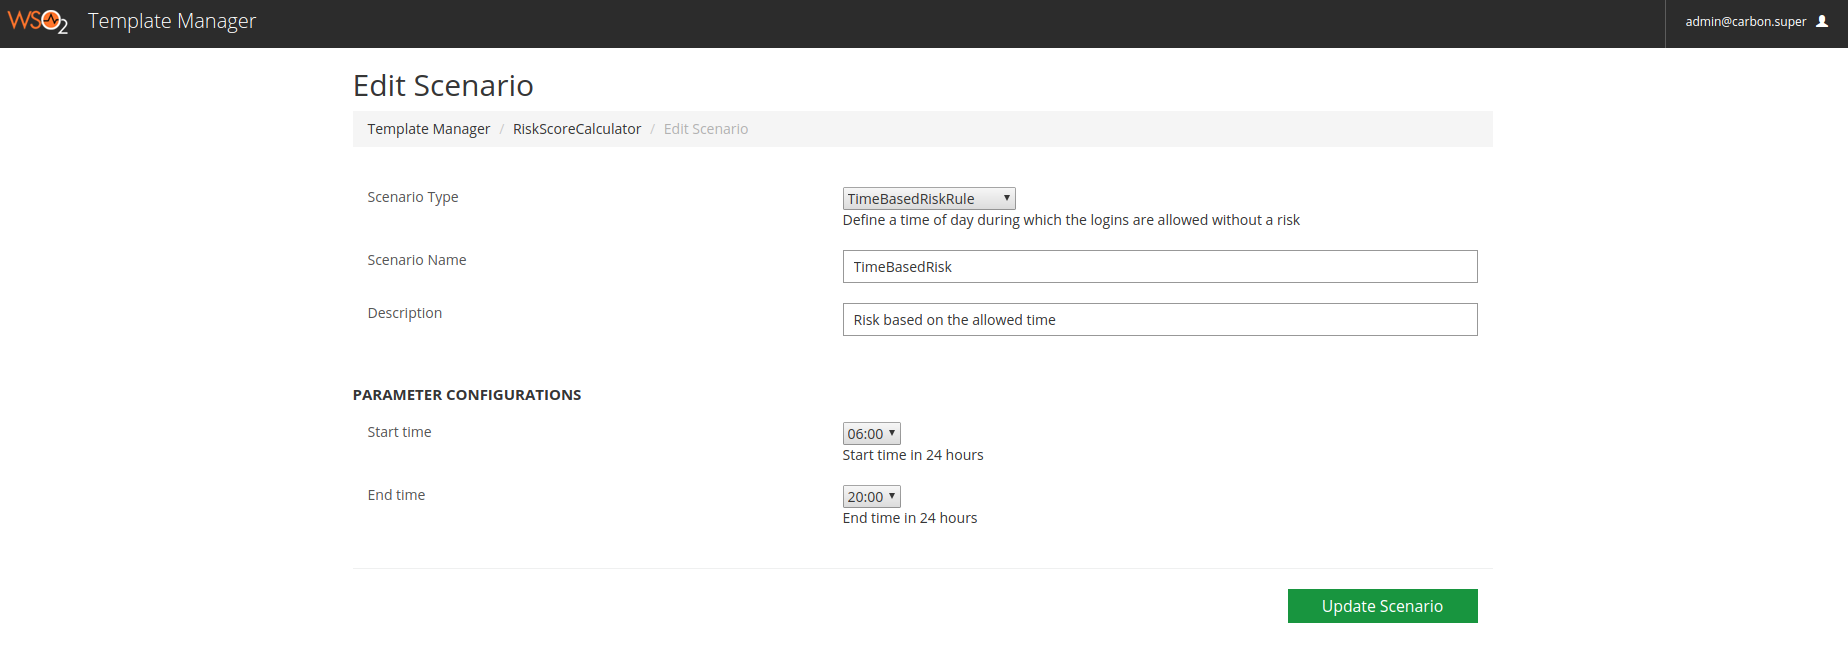 WSO2 Template Manager admin@carbon.super
Edit Scenario
Template Manager / RiskScoreCalculator / Edit Scenario
Scenario Type TimeBasedRiskRule
Define a time of day during which the logins are allowed without a risk
Scenario Name TimeBasedRisk
Description Risk based on the allowed time
PARAMETER CONFIGURATIONS
Start time 06:00
Start time in 24 hours
End time 20:00
End time in 24 hours
Update Scenario